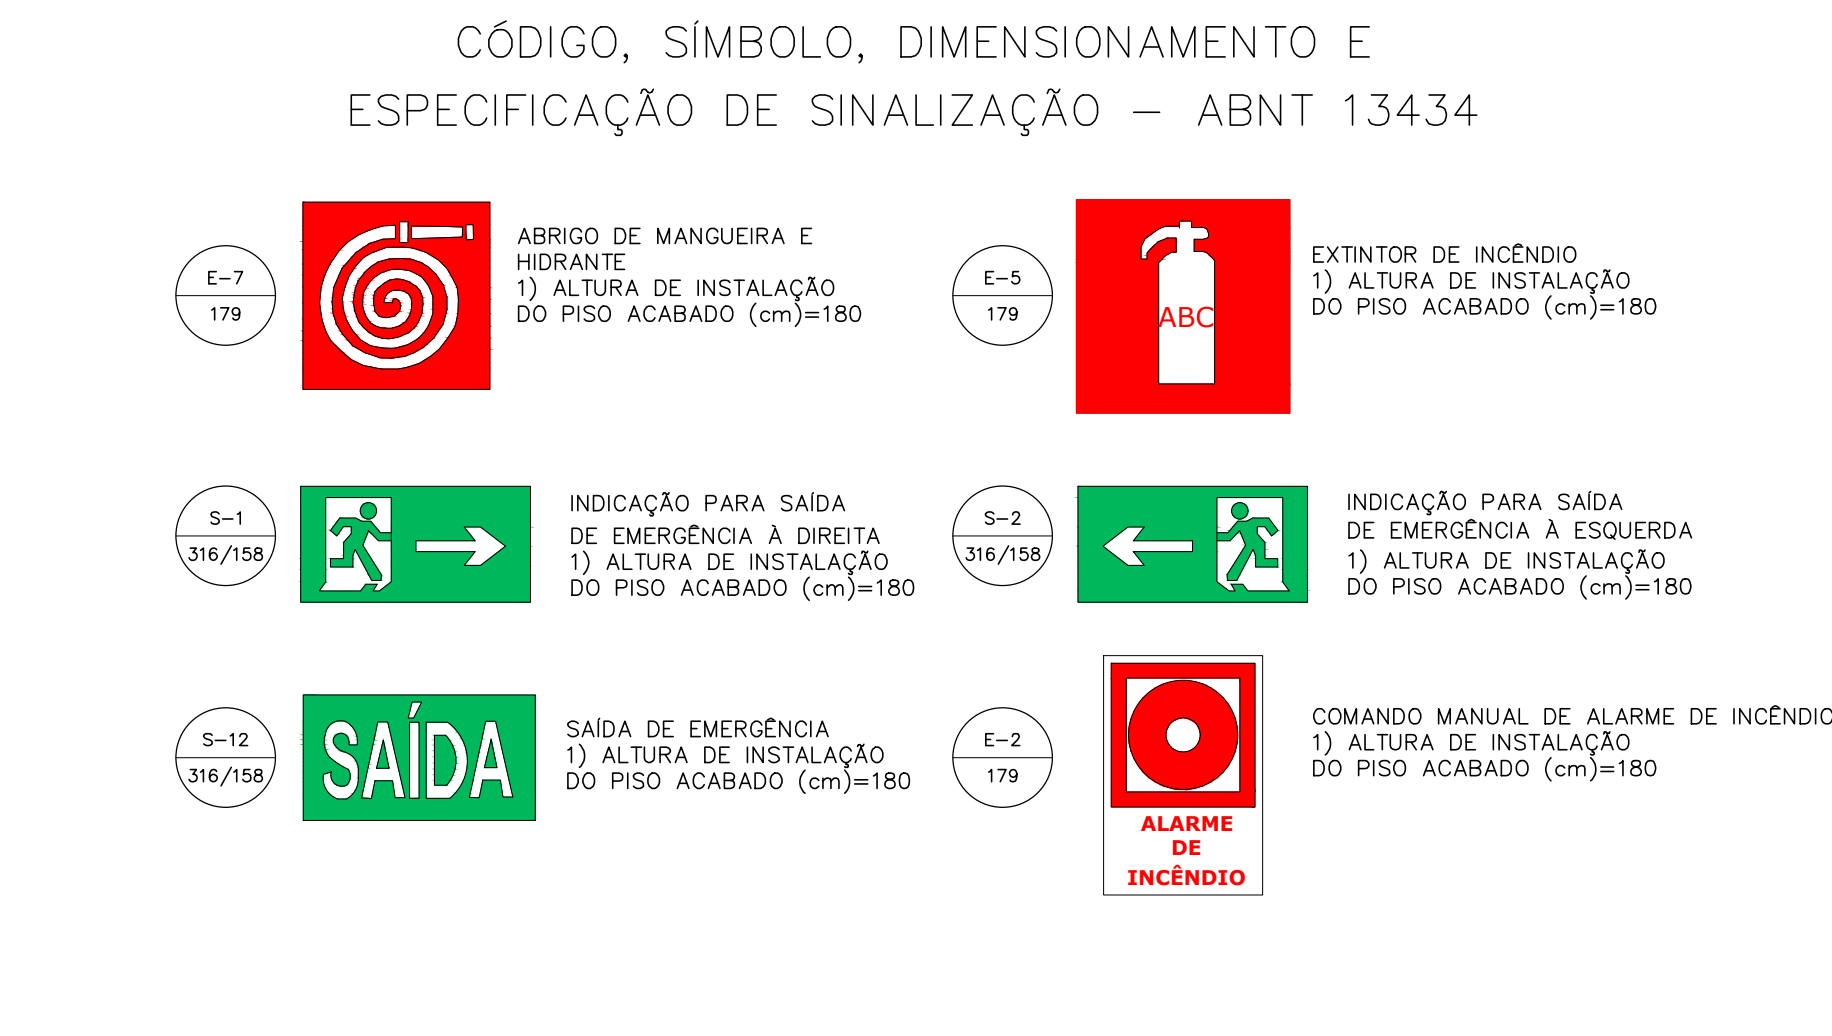 CÓDIGO, SÍMBOLO, DIMENSIONAMENTO E
ESPECIFICAÇÃO DE SINALIZAÇÃO – ABNT 13434
E-7
179
ABRIGO DE MANGUEIRA E
HIDRANTE
1) ALTURA DE INSTALAÇÃO
DO PISO ACABADO (cm)=180
E-5
179
ABC
EXTINTOR DE INCÊNDIO
1) ALTURA DE INSTALAÇÃO
DO PISO ACABADO (cm)=180
S-1
316/158
INDICAÇÃO PARA SAÍDA
DE EMERGÊNCIA À DIREITA
1) ALTURA DE INSTALAÇÃO
DO PISO ACABADO (cm)=180
S-2
316/158
INDICAÇÃO PARA SAÍDA
DE EMERGÊNCIA À ESQUERDA
1) ALTURA DE INSTALAÇÃO
DO PISO ACABADO (cm)=180
S-12
316/158
SAÍDA
SAÍDA DE EMERGÊNCIA
1) ALTURA DE INSTALAÇÃO
DO PISO ACABADO (cm)=180
E-2
179
ALARME
DE
INCÊNDIO
COMANDO MANUAL DE ALARME DE INCÊNDIO
1) ALTURA DE INSTALAÇÃO
DO PISO ACABADO (cm)=180